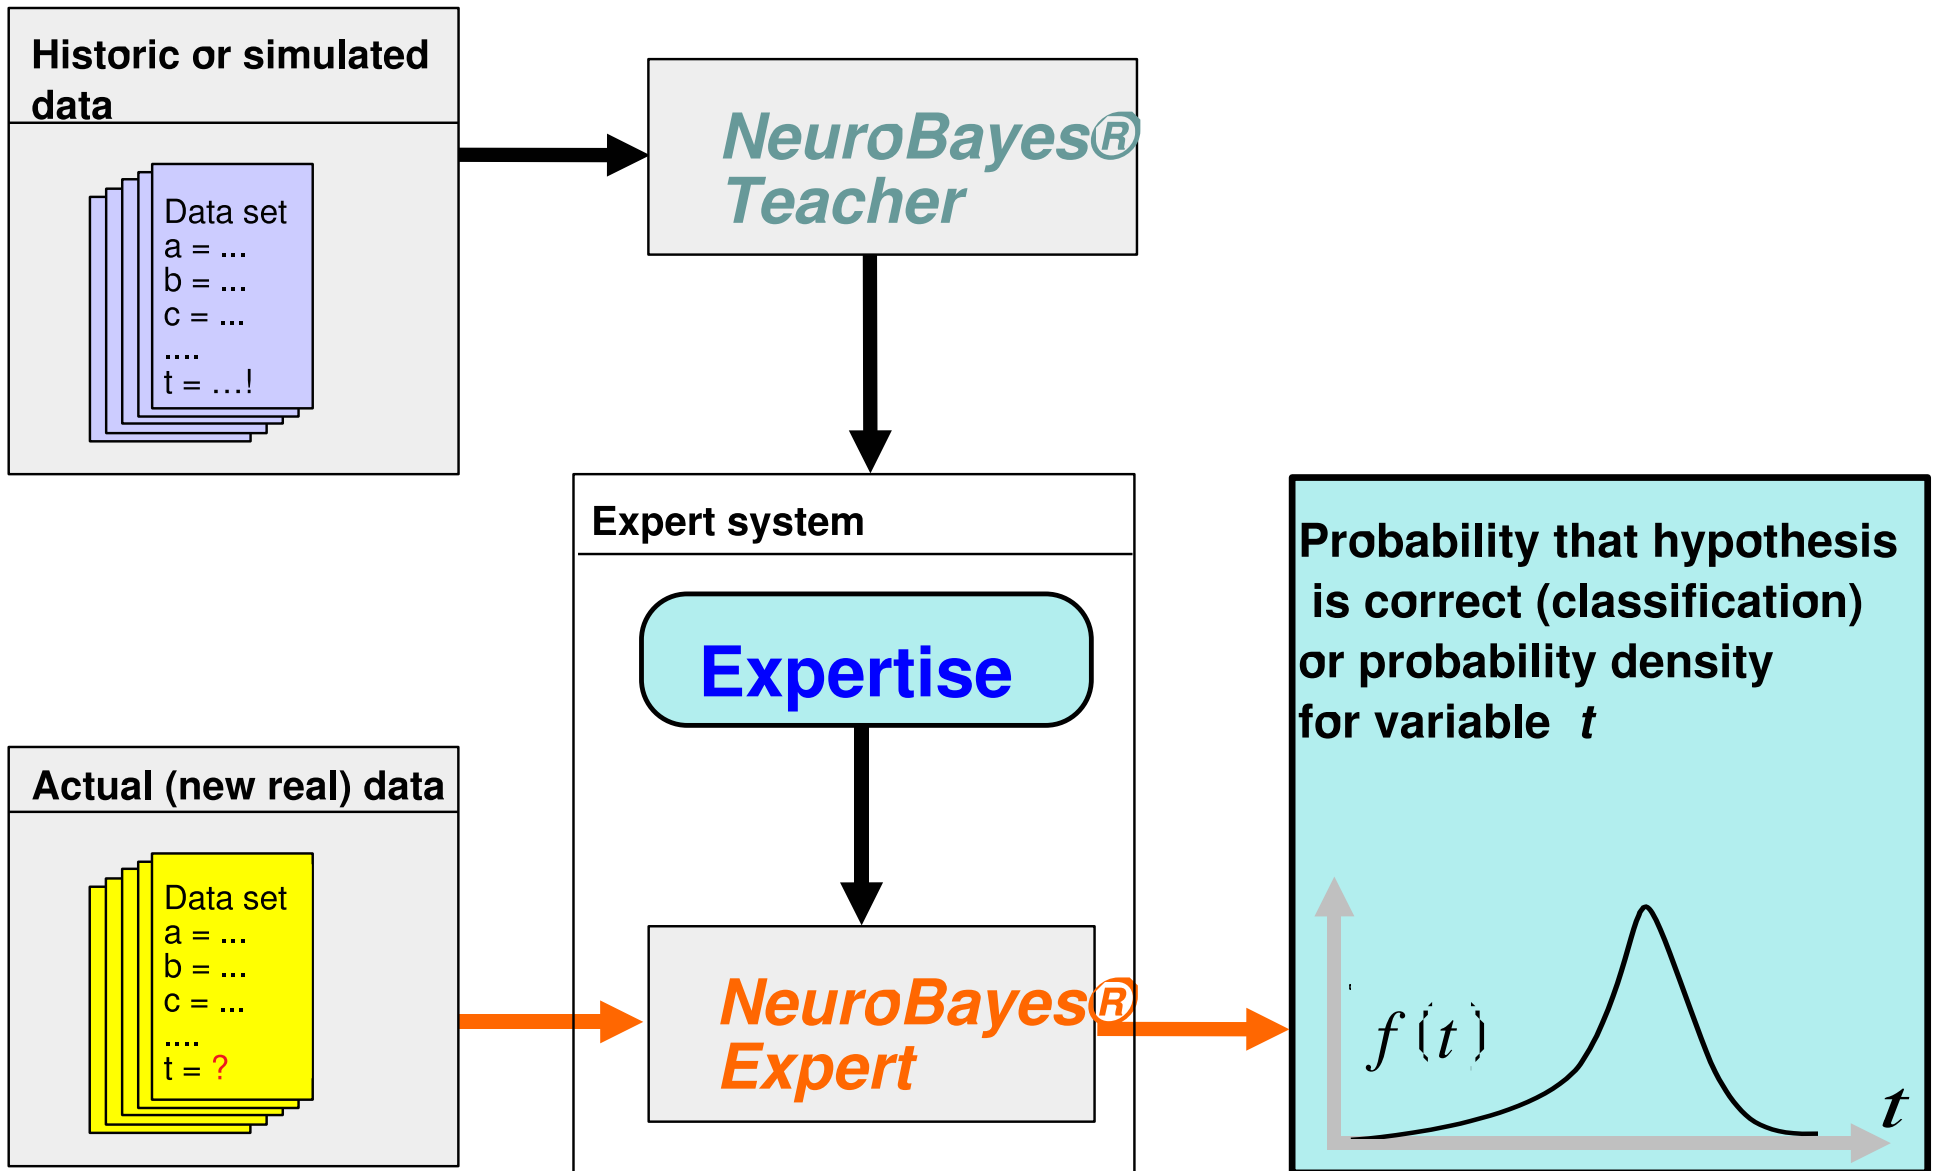 Historic or simulated
data
Data set
a = ...
b = ...
c = ...
....
t = ...!
NeuroBayes®
Teacher
Expert system
Expertise
Actual (new real) data
Data set
a = ...
b = ...
c = ...
....
t = ?
NeuroBayes®
Expert
Probability that hypothesis
is correct (classification)
or probability density
for variable t
f(t)
t